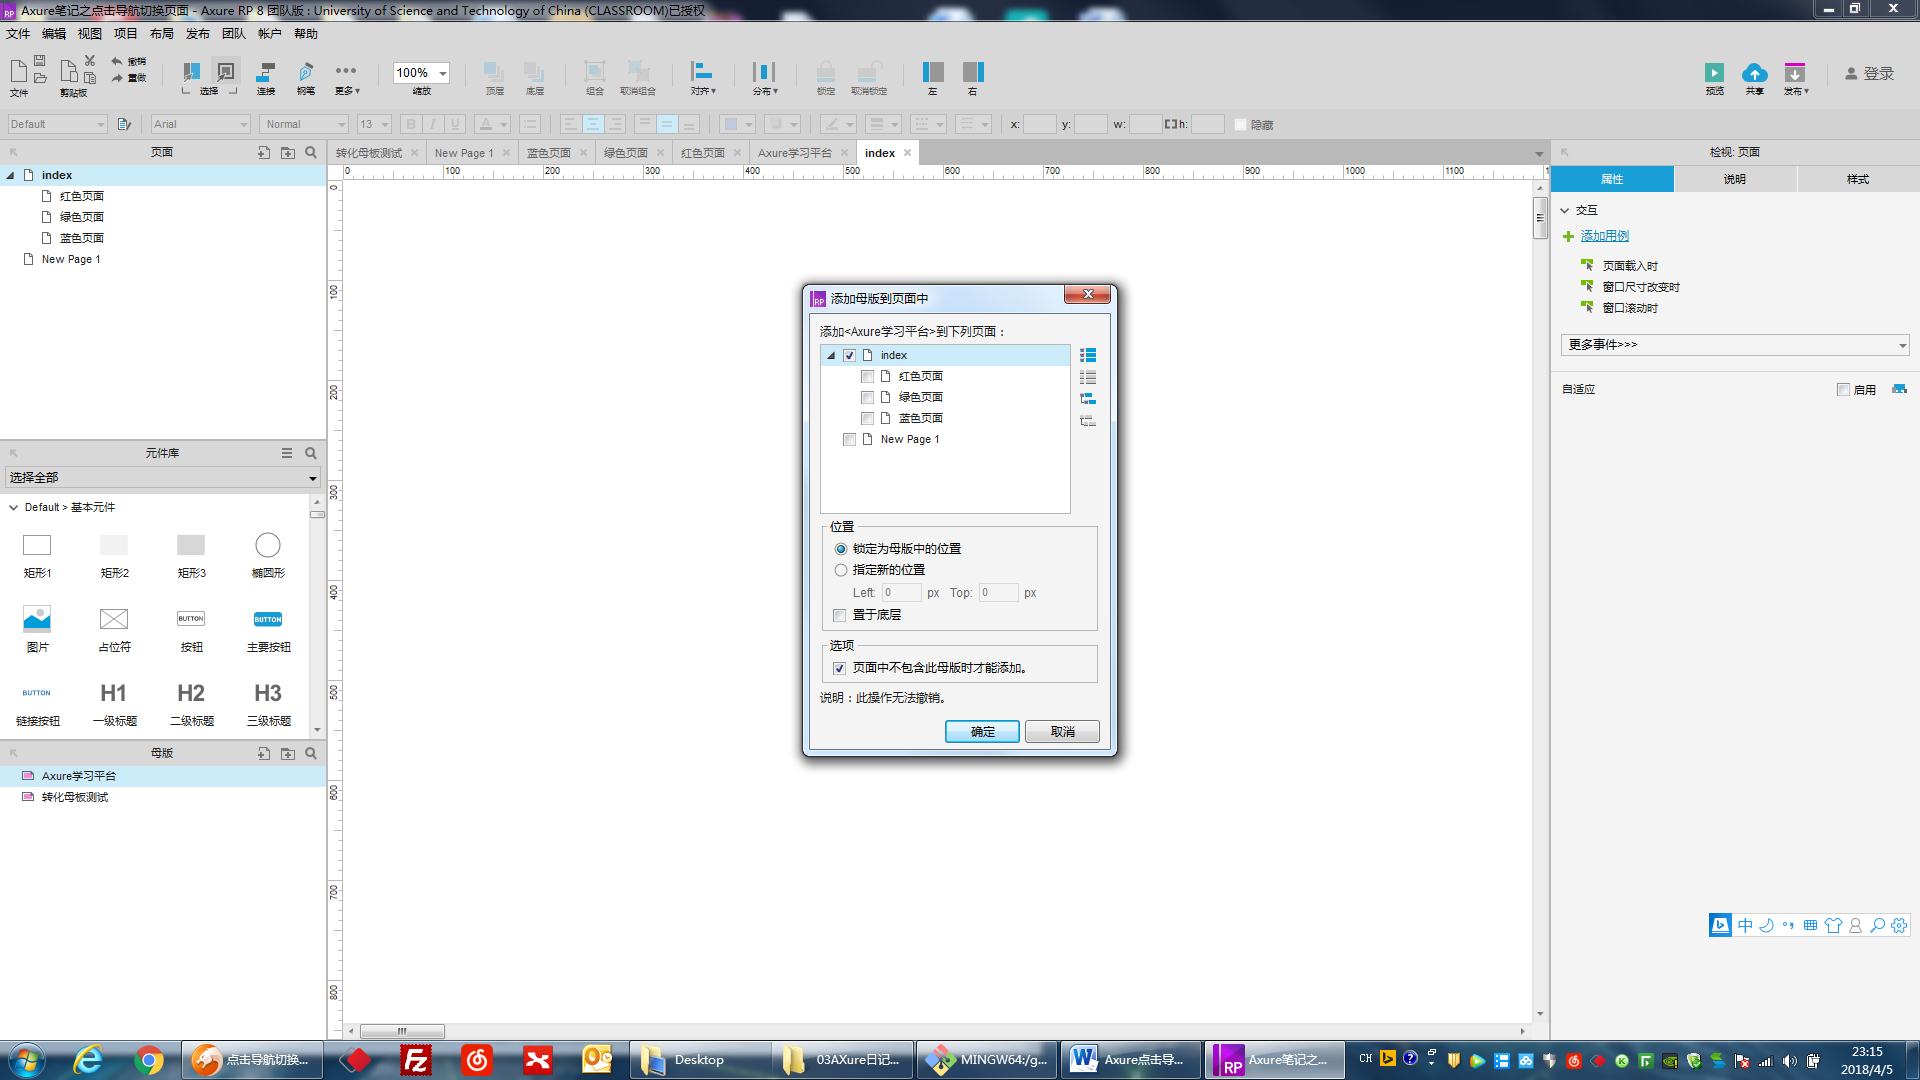 Axure笔记之点击导航切换页面 - Axure RP 8 团队版 : University of Science and Technology of China (CLASSROOM)已授权
文件 编辑 视图 项目 布局 发布 团队 帐户 帮助
文件 剪贴板 撤销 重做 选择 连接 钢笔 更多▼ 100% 缩放 顶层 底层 组合 取消组合 对齐▼ 分布▼ 锁定 取消锁定 左 右 预览 共享 发布▼ 登录
Default Arial Normal 13 B I U A x: y: w: h: 隐藏
页面
index
红色页面
绿色页面
蓝色页面
New Page 1
转化母板测试 New Page 1 蓝色页面 绿色页面 红色页面 Axure学习平台 index
0 100 200 300 400 500 600 700 800 900 1000 1100
0
100
200
300
400
500
600
700
800
元件库
选择全部
Default > 基本元件
矩形1 矩形2 矩形3 椭圆形
BUTTON BUTTON
图片 占位符 按钮 主要按钮
BUTTON H1 H2 H3
链接按钮 一级标题 二级标题 三级标题
母版
Axure学习平台
转化母板测试
RP 添加母版到页面中
添加<Axure学习平台>到下列页面：
index
红色页面
绿色页面
蓝色页面
New Page 1
位置
锁定为母版中的位置
指定新的位置
Left: 0 px Top: 0 px
置于底层
选项
页面中不包含此母版时才能添加。
说明：此操作无法撤销。
确定 取消
检视: 页面
属性 说明 样式
交互
添加用例
页面载入时
窗口尺寸改变时
窗口滚动时
更多事件>>>
自适应 启用
中
点击导航切换... Desktop 03AXure日记... MINGW64:/g... Axure点击导... Axure笔记之...
CH
23:15
2018/4/5